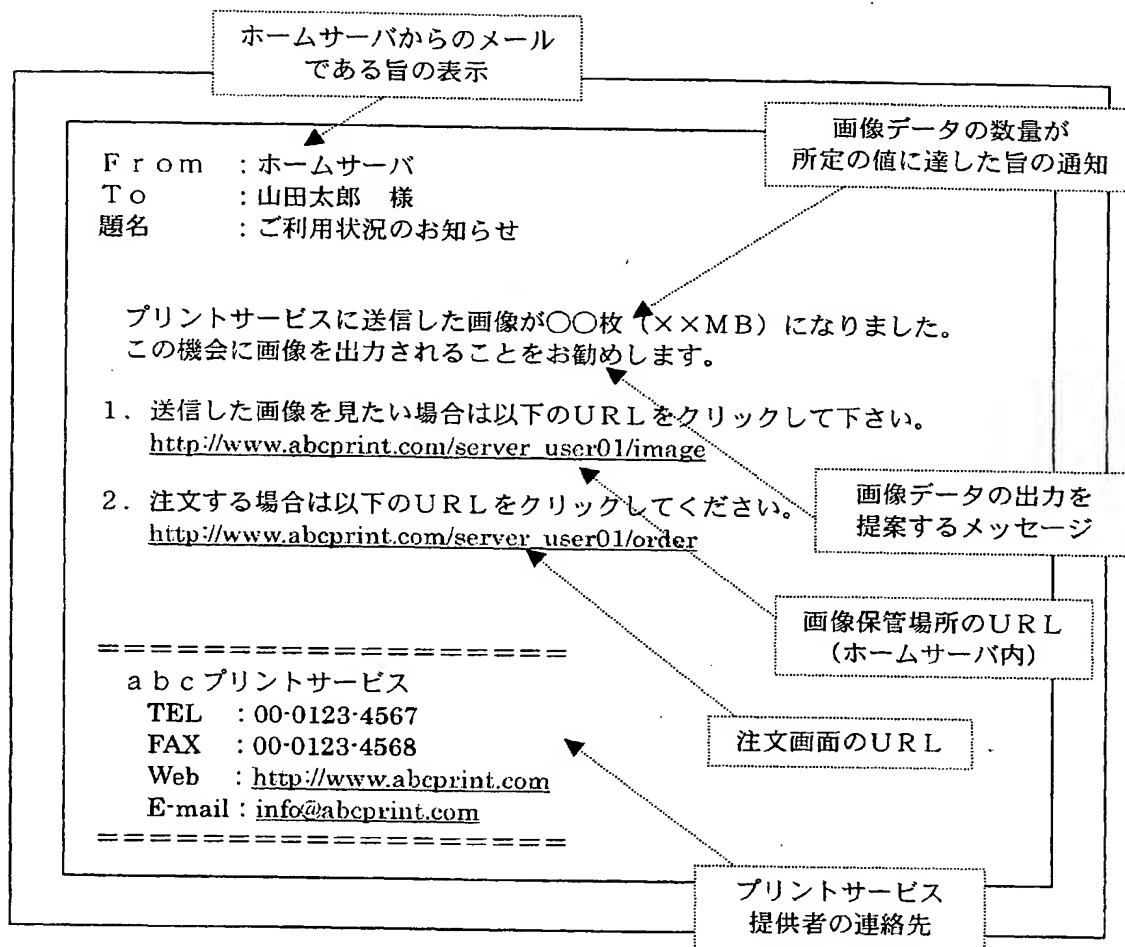 ホームサーバからのメール
である旨の表示
画像データの数量が
所定の値に達した旨の通知
From :ホームサーバ
To :山田太郎 様
題名 :ご利用状況のお知らせ
プリントサービスに送信した画像が〇〇枚(××MB)になりました。
この機会に画像を出力されることをお勧めします。
1.送信した画像を見たい場合は以下のURLをクリックして下さい。
http://www.abcprint.com/server_user01/image
2.注文する場合は以下のURLをクリックしてください。
http://www.abcprint.com/server_user01/order
画像データの出力を
提案するメッセージ
画像保管場所のURL
(ホームサーバ内)
注文画面のURL
==================
abcプリントサービス
TEL :00-0123-4567
FAX :00-0123-4568
Web :http://www.abcprint.com
E-mail:info@abcprint.com
==================
プリントサービス
提供者の連絡先